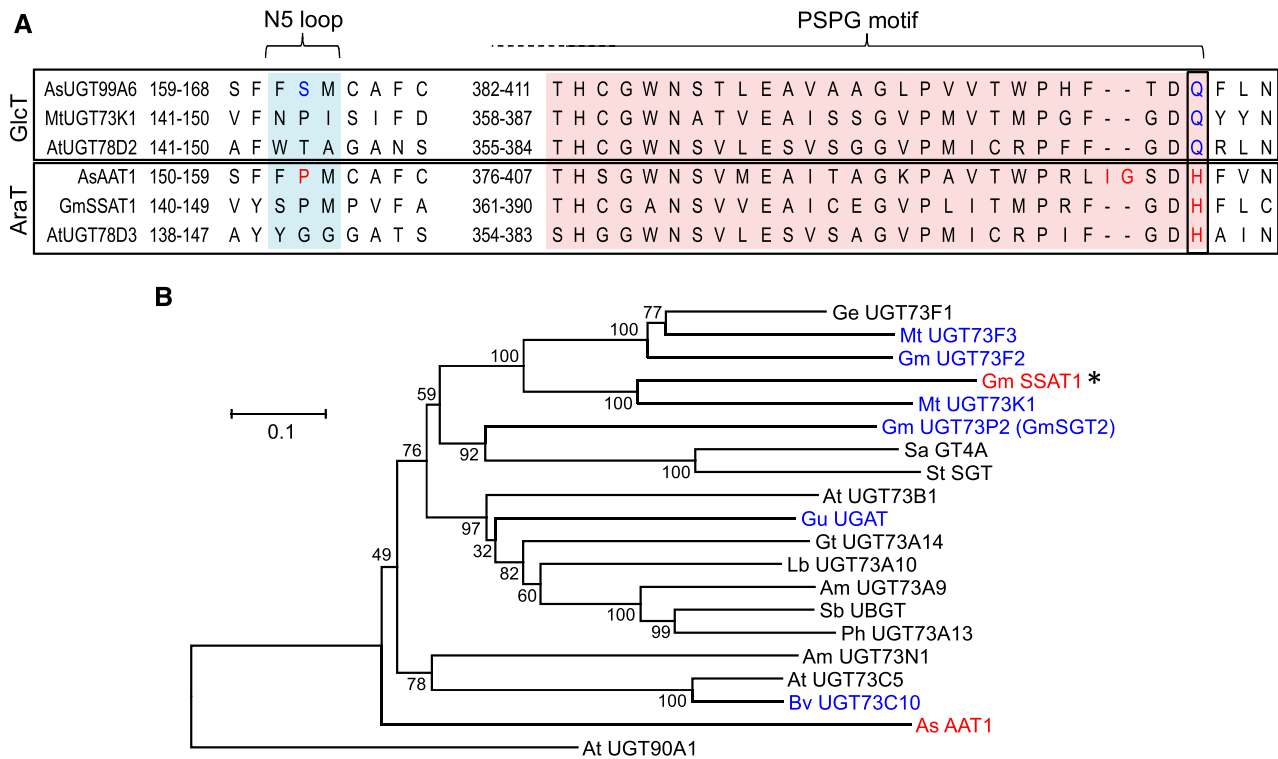 A
N5 loop
PSPG motif
GlcT
AsUGT99A6 159-168 S F F S M C A F C 382-411 T H C G W N S T L E A V A A G L P V V T W P H F - - T D Q F L N
MtUGT73K1 141-150 V F N P I S I F D 358-387 T H C G W N A T V E A I S S G V P M V T M P G F - - G D Q Y Y N
AtUGT78D2 141-150 A F W T A G A N S 355-384 T H C G W N S V L E S V S G G V P M I C R P F F - - G D Q R L N
AraT
AsAAT1 150-159 S F F P M C A F C 376-407 T H S G W N S V M E A I T A G K P A V T W P R L I G S D H F V N
GmSSAT1 140-149 V Y S P M P V F A 361-390 T H C G A N S V V E A I C E G V P L I T M P R F - - G D H F L C
AtUGT78D3 138-147 A Y Y G G G A T S 354-383 S H G G W N S V L E S V S A G V P M I C R P I F - - G D H A I N
B
77
Ge UGT73F1
100
Mt UGT73F3
Gm UGT73F2
100
Gm SSAT1 *
59
100
Mt UGT73K1
0.1
Gm UGT73P2 (GmSGT2)
76
92
Sa GT4A
100
St SGT
At UGT73B1
97
Gu UGAT
32
Gt UGT73A14
49
82
Lb UGT73A10
60
Am UGT73A9
100
Sb UBGT
99
Ph UGT73A13
Am UGT73N1
78
At UGT73C5
100
Bv UGT73C10
As AAT1
At UGT90A1